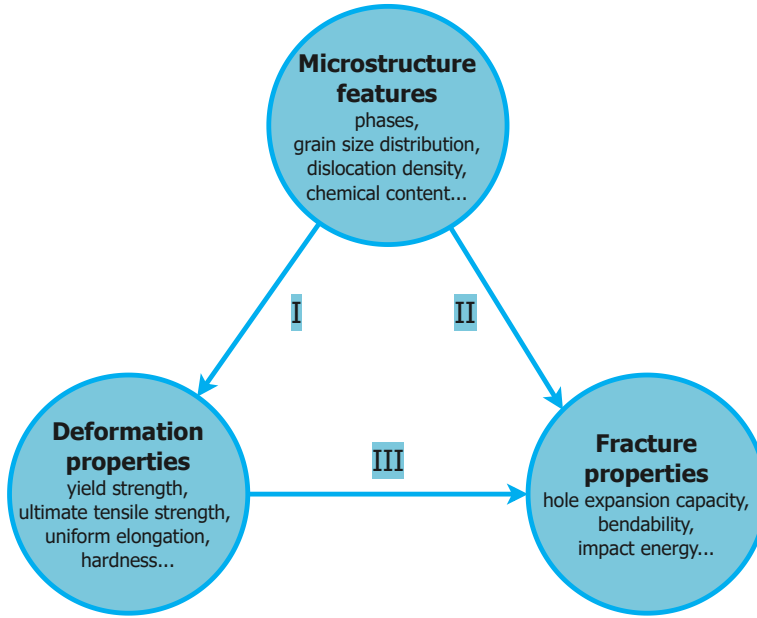 Microstructure
features
phases,
grain size distribution,
dislocation density,
chemical content...
I
II
Deformation
properties
yield strength,
ultimate tensile strength,
uniform elongation,
hardness...
III
Fracture
properties
hole expansion capacity,
bendability,
impact energy...